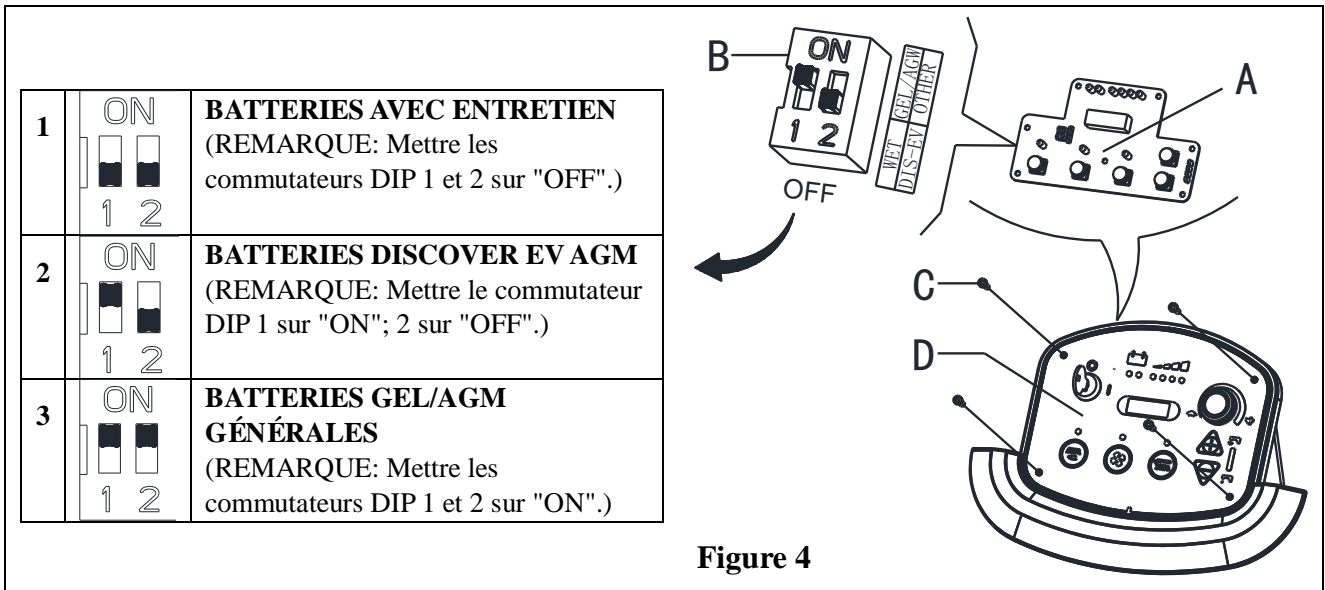 1
ON
1 2
BATTERIES AVEC ENTRETIEN
(REMARQUE: Mettre les
commutateurs DIP 1 et 2 sur "OFF".)
2
ON
1 2
BATTERIES DISCOVER EV AGM
(REMARQUE: Mettre le commutateur
DIP 1 sur "ON"; 2 sur "OFF".)
3
ON
1 2
BATTERIES GEL/AGM
GÉNÉRALES
(REMARQUE: Mettre les
commutateurs DIP 1 et 2 sur "ON".)
B
ON
1 2
OFF
WET GEL/AGW
DIS-EV OTHER
A
C
D
Figure 4